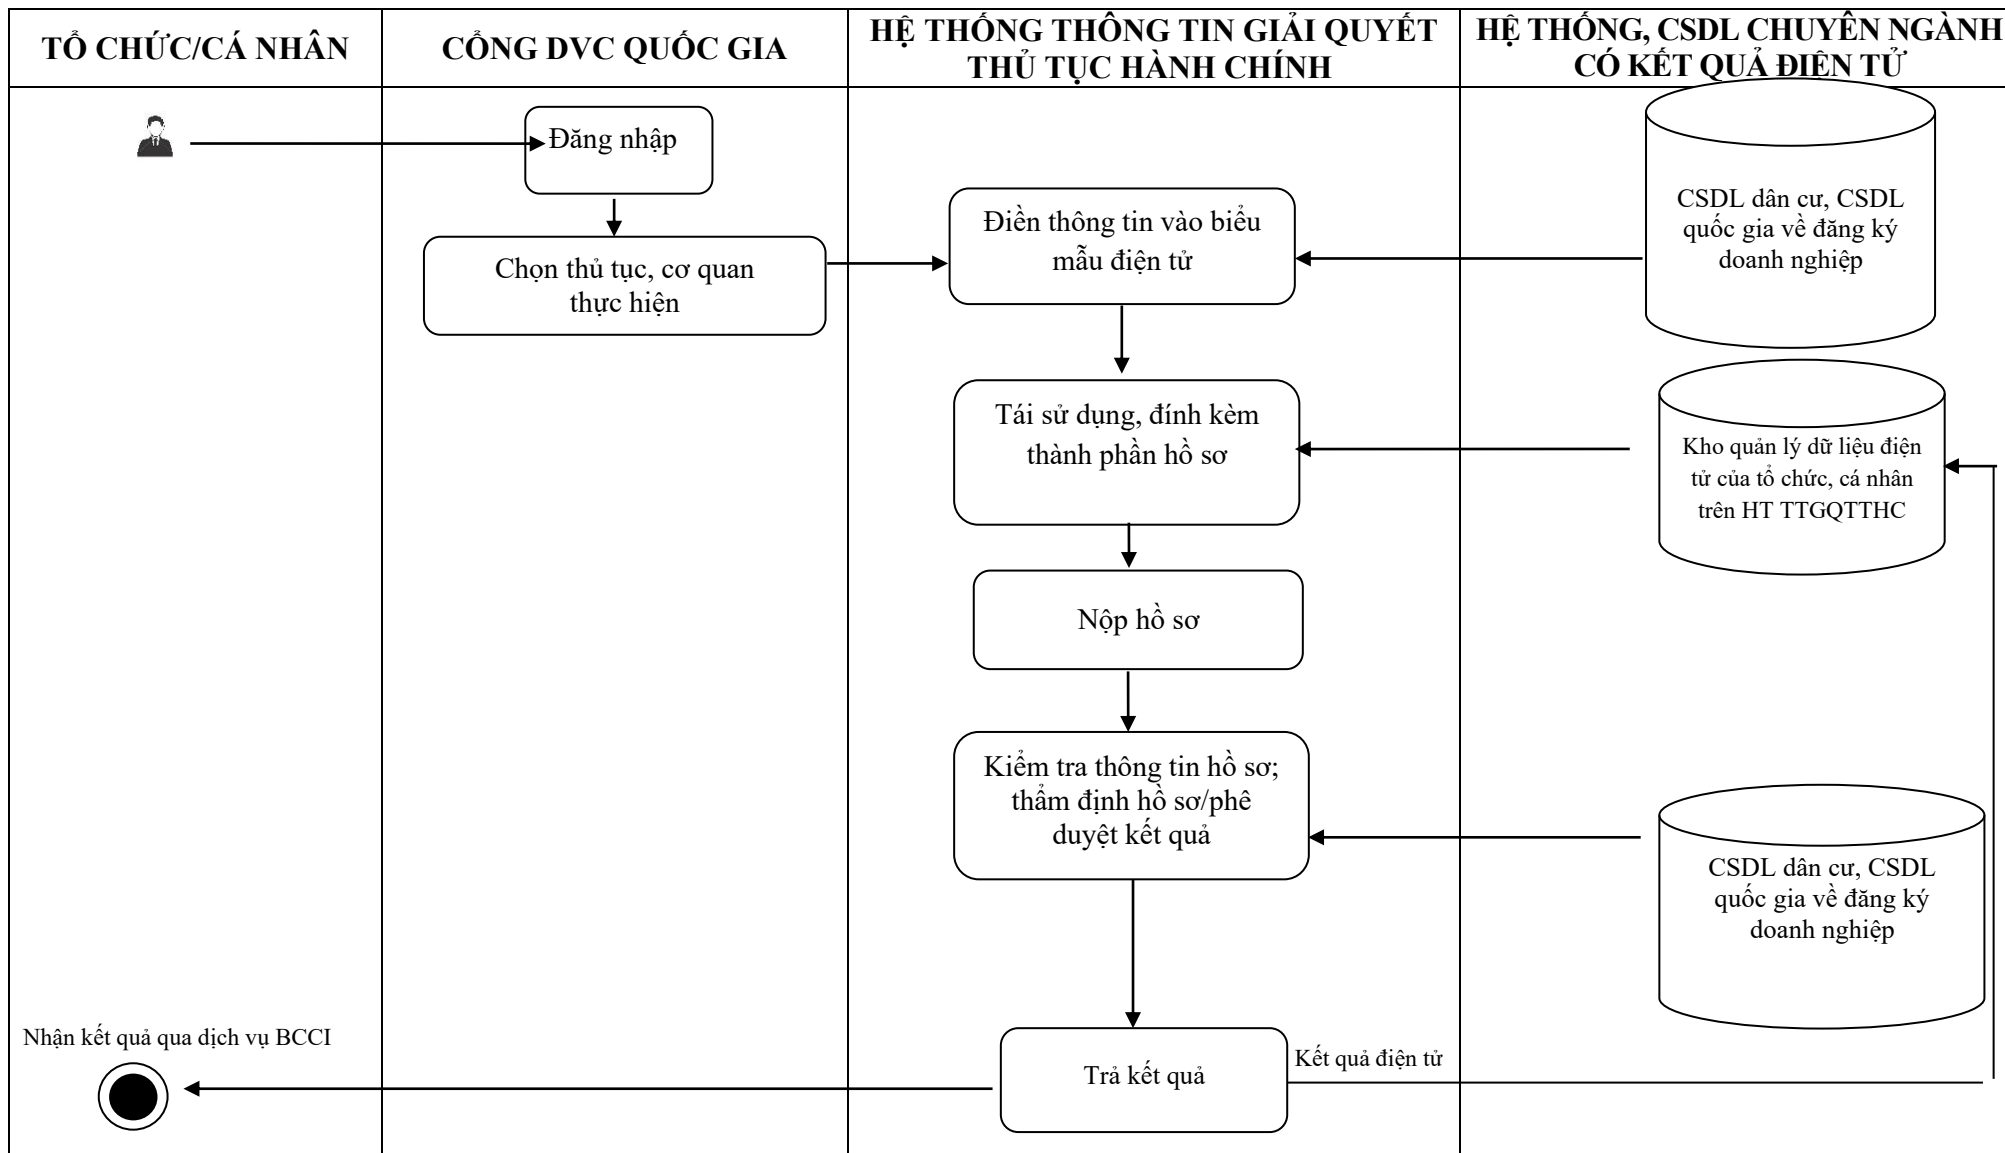 TỔ CHỨC/CÁ NHÂN
CỔNG DVC QUỐC GIA
HỆ THỐNG THÔNG TIN GIẢI QUYẾT
THỦ TỤC HÀNH CHÍNH
HỆ THỐNG, CSDL CHUYÊN NGÀNH
CÓ KẾT QUẢ ĐIỆN TỬ
Đăng nhập
Chọn thủ tục, cơ quan
thực hiện
Điền thông tin vào biểu
mẫu điện tử
CSDL dân cư, CSDL
quốc gia về đăng ký
doanh nghiệp
Tái sử dụng, đính kèm
thành phần hồ sơ
Kho quản lý dữ liệu điện
tử của tổ chức, cá nhân
trên HT TTGQTTHC
Nộp hồ sơ
Kiểm tra thông tin hồ sơ;
thẩm định hồ sơ/phê
duyệt kết quả
CSDL dân cư, CSDL
quốc gia về đăng ký
doanh nghiệp
Nhận kết quả qua dịch vụ BCCI
Trả kết quả
Kết quả điện tử